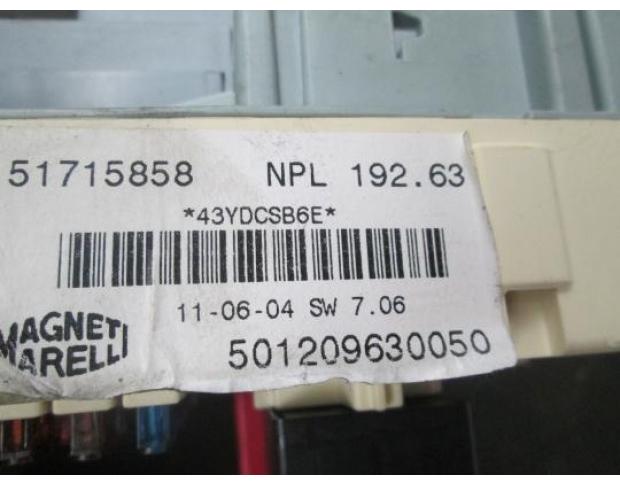 51715858 NPL 192.63
*43YDCSB6E*
11-06-04 SW 7.06
MAGNETI
MARELLI
501209630050